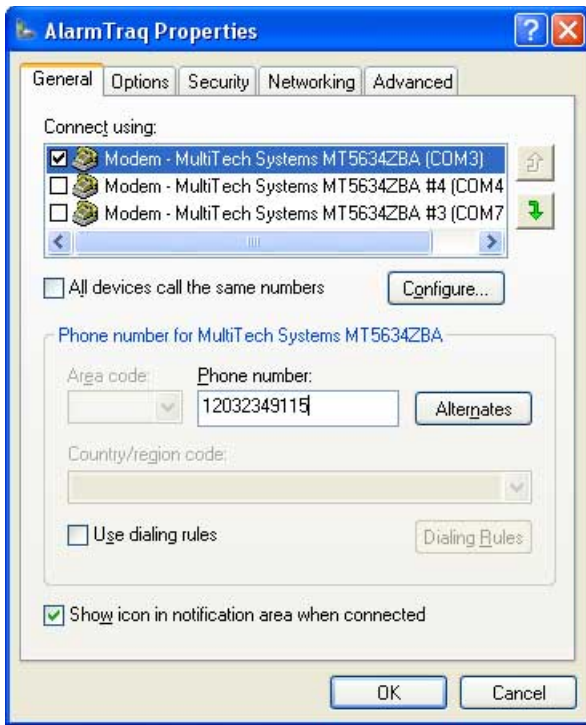 AlarmTraq Properties
General Options Security Networking Advanced
Connect using:
Modem - MultiTech Systems MT5634ZBA (COM3)
Modem - MultiTech Systems MT5634ZBA #4 (COM4
Modem - MultiTech Systems MT5634ZBA #3 (COM7
All devices call the same numbers
Configure...
Phone number for MultiTech Systems MT5634ZBA
Area code: Phone number:
12032349115
Alternates
Country/region code:
Use dialing rules
Dialing Rules
Show icon in notification area when connected
OK Cancel